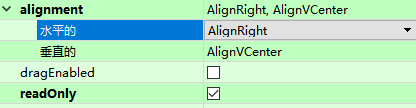 alignment AlignRight, AlignVCenter
水平的 AlignRight
垂直的 AlignVCenter
dragEnabled
readOnly